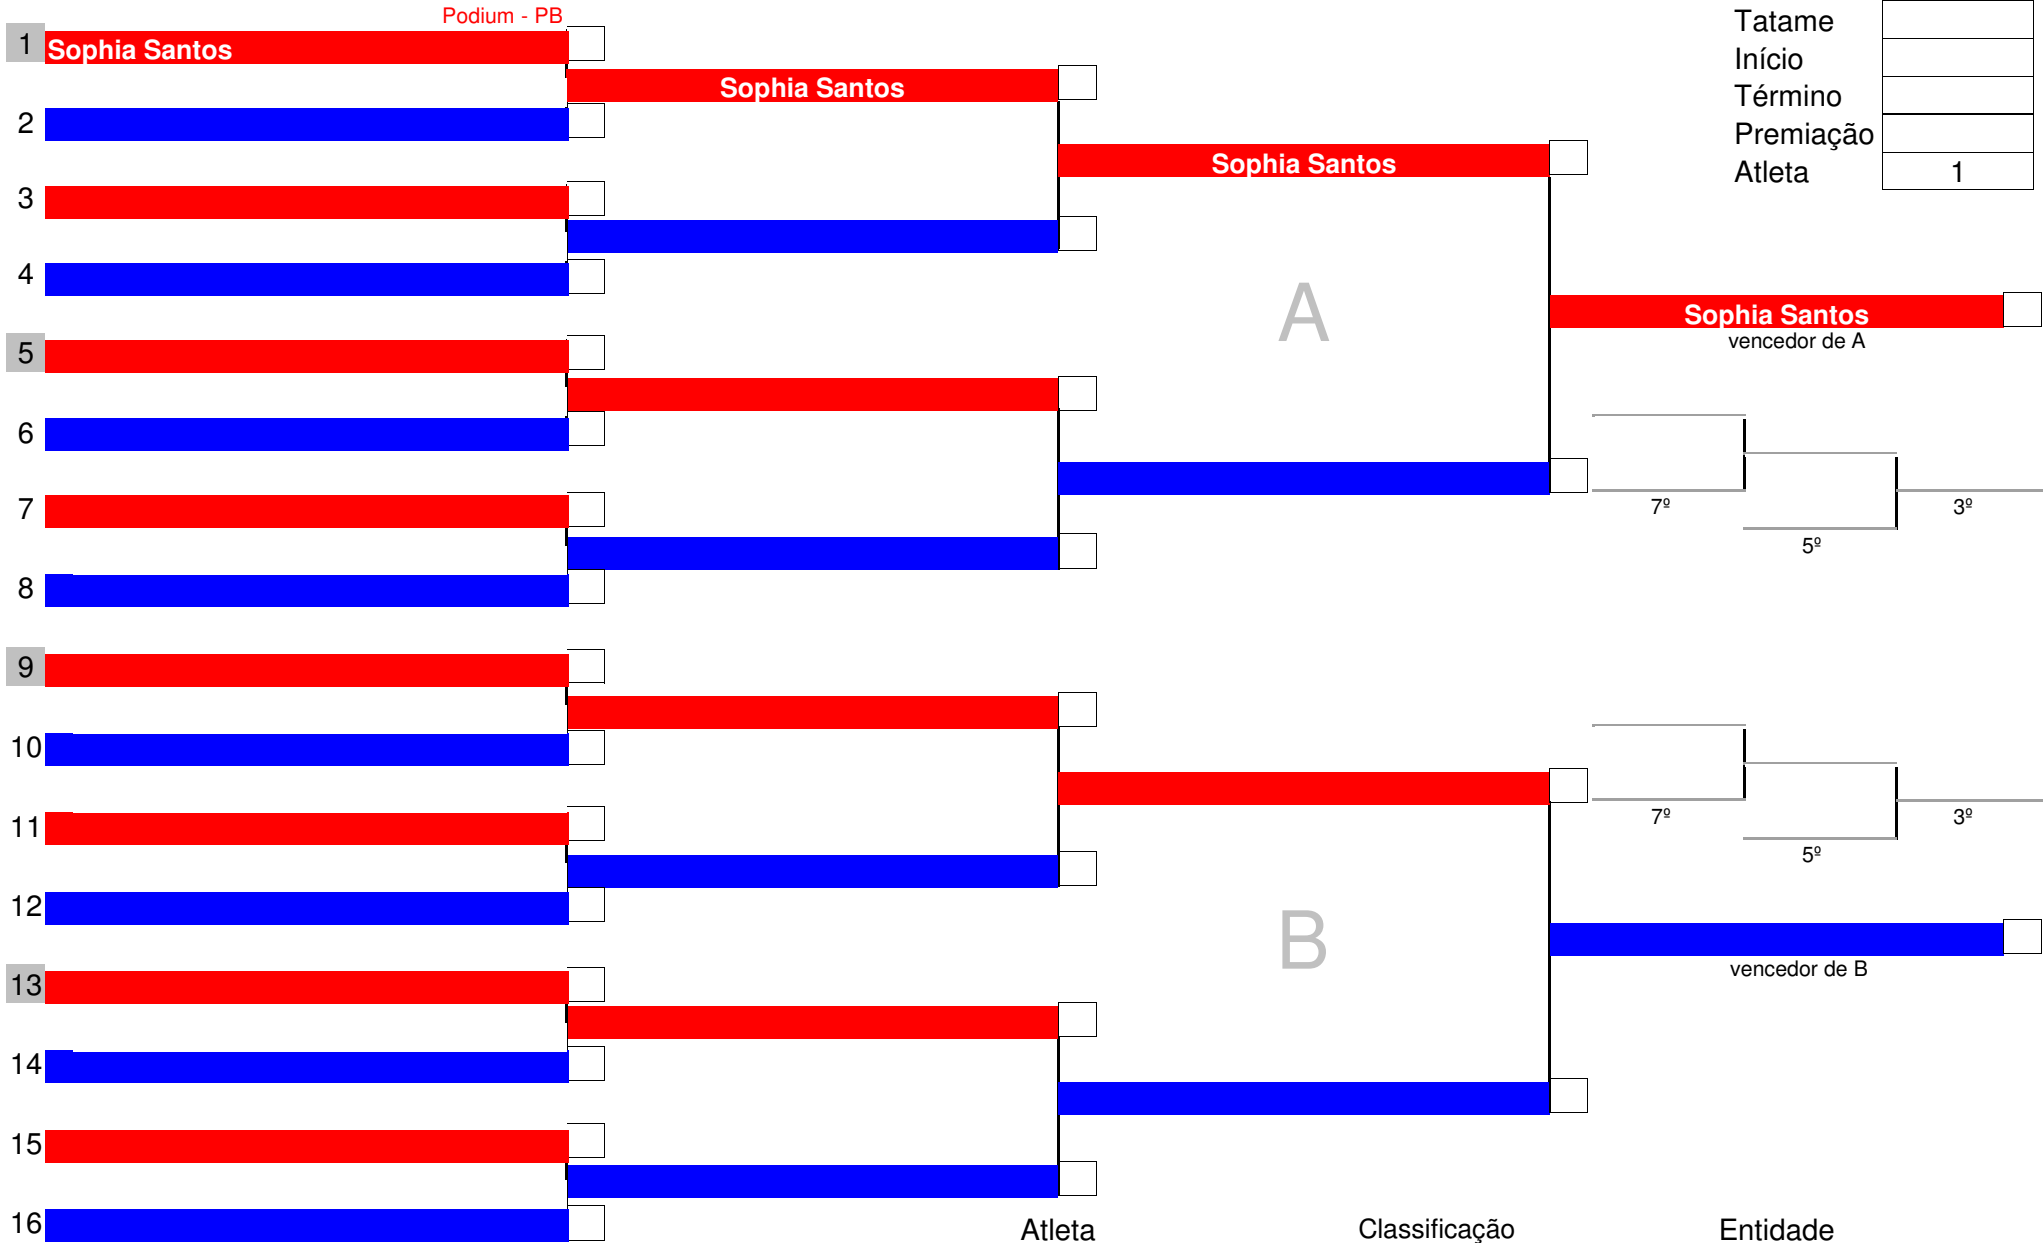 Podium - PB
1 Sophia Santos
Sophia Santos
2
Sophia Santos
3
4
Sophia Santos
vencedor de A
A
5
6
7
8
7º
5º
3º
9
10
11
12
7º
5º
3º
B
vencedor de B
13
14
15
16
Tatame
Início
Término
Premiação
Atleta 1
Atleta Classificação Entidade